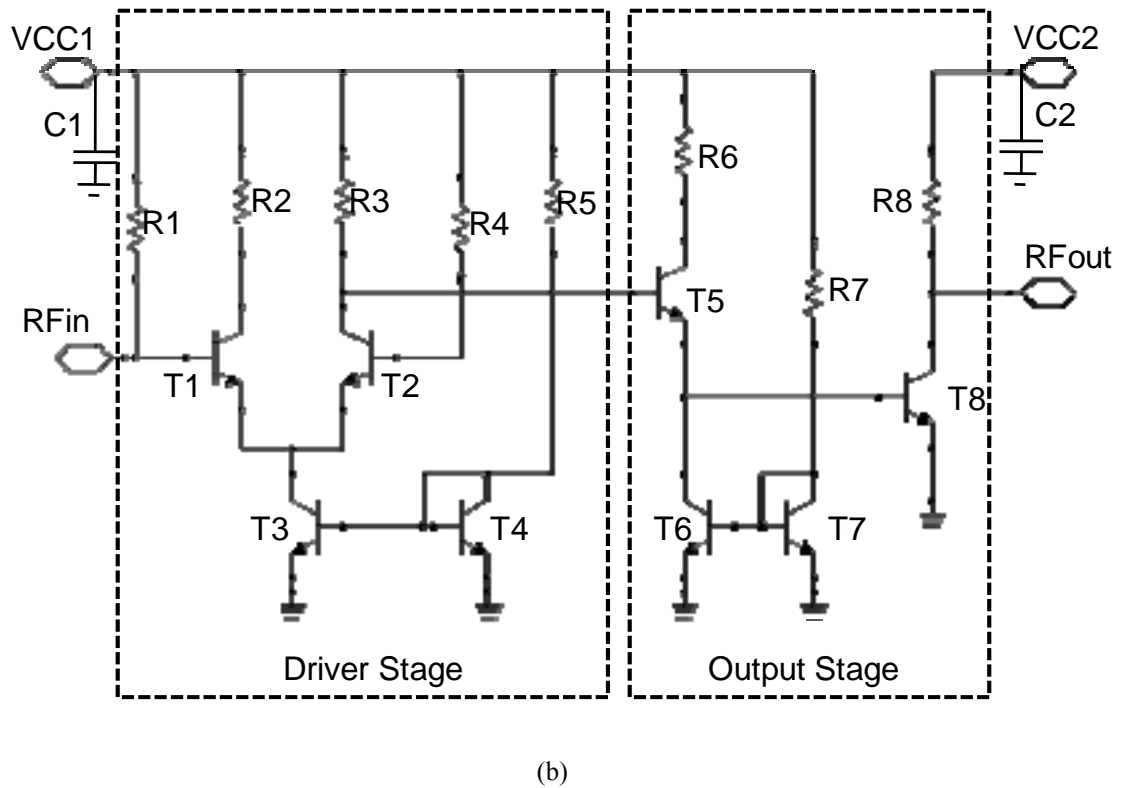 VCC1
VCC2
C1
C2
R6
R1
R2
R3
R4
R5
R8
RFout
T5
R7
RFin
T1
T2
T8
T3
T4
T6
T7
Driver Stage
Output Stage
(b)